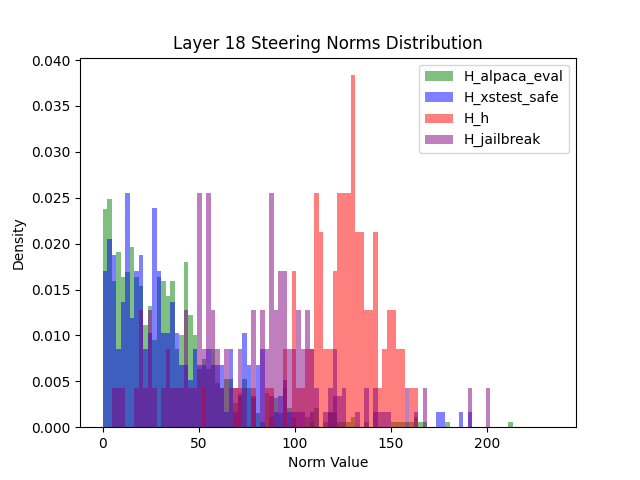 Layer 18 Steering Norms Distribution
H_alpaca_eval
H_xstest_safe
H_h
H_jailbreak
0.040
0.035
0.030
0.025
0.020
0.015
0.010
0.005
0.000
Density
0 50 100 150 200
Norm Value